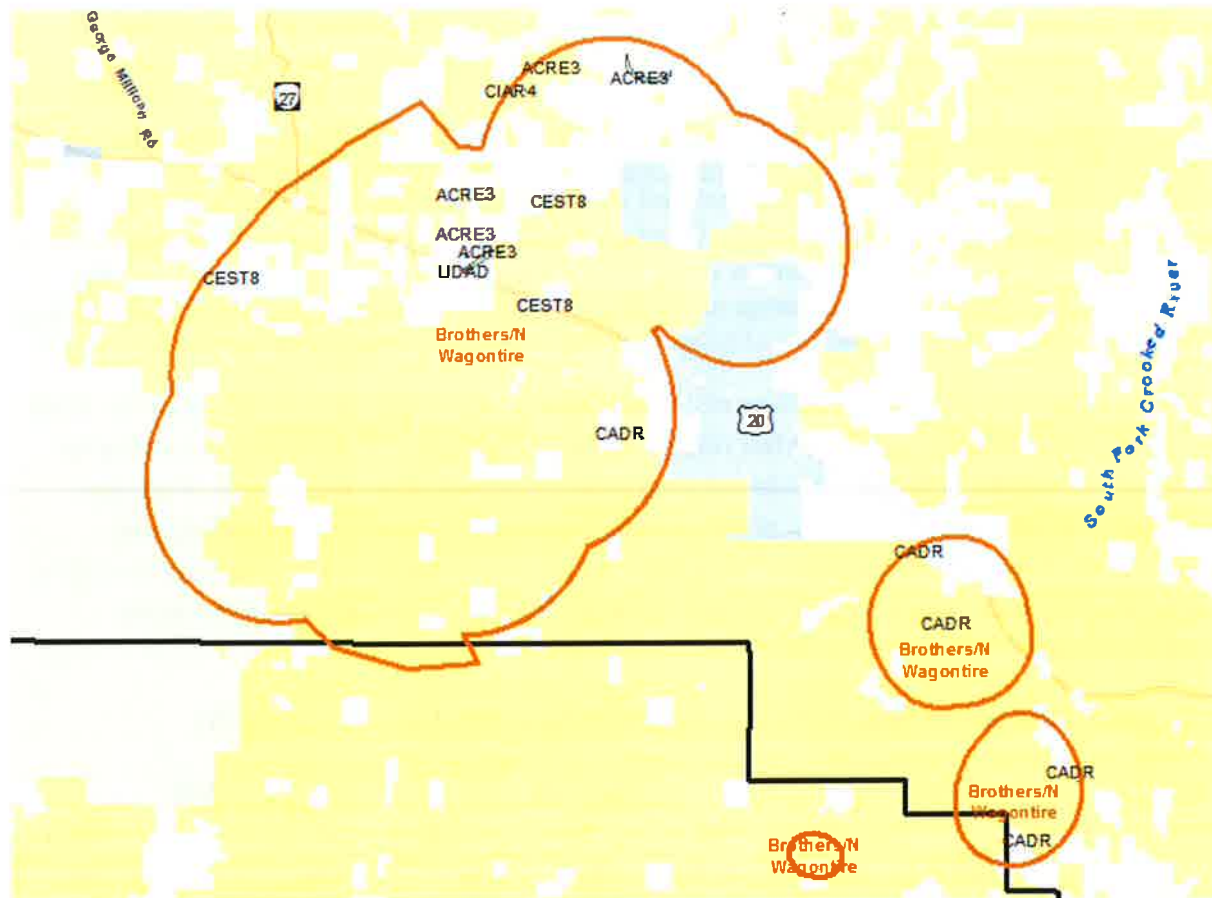 George Millican Rd
27
ACRE3
ACRE3
CIAR4
ACRE3
CEST8
ACRE3
ACRE3
LIDAD
CEST8
CEST8
Brothers/N
Wagontire
CADR
20
South Fork Crooked River
CADR
CADR
Brothers/N
Wagontire
CADR
Brothers/N
Wagontire
CADR
Brothers/N
Wagontire